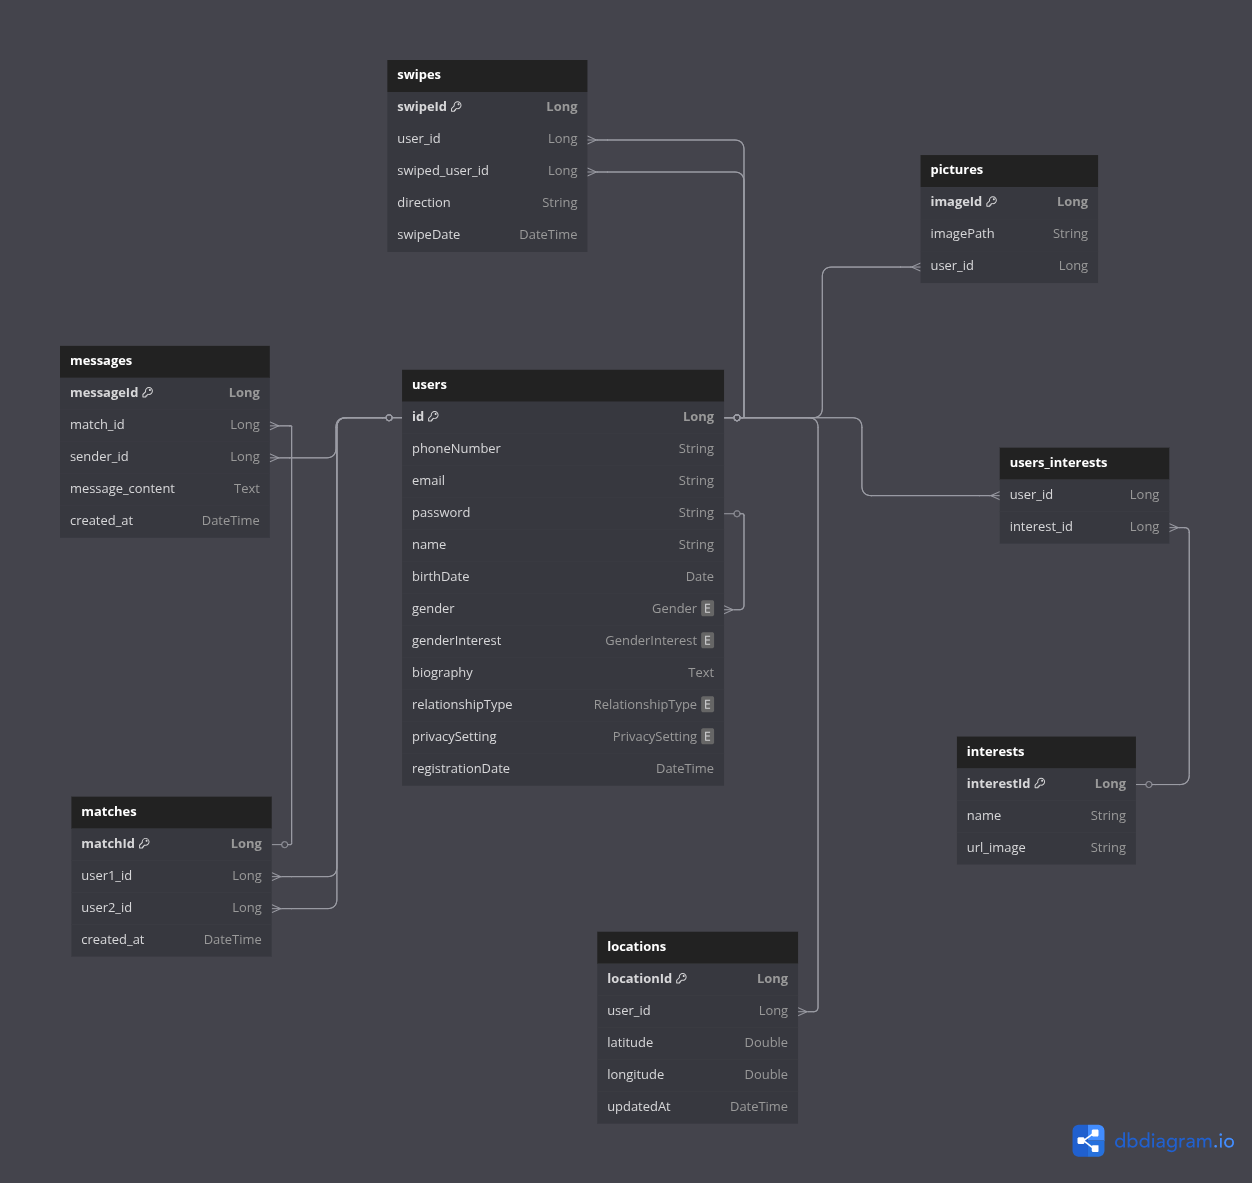 swipes
swipeId Long
user_id Long
swiped_user_id Long
direction String
swipeDate DateTime
pictures
imageId Long
imagePath String
user_id Long
messages
messageId Long
match_id Long
sender_id Long
message_content Text
created_at DateTime
users
id Long
phoneNumber String
email String
password String
name String
birthDate Date
gender Gender E
genderInterest GenderInterest E
biography Text
relationshipType RelationshipType E
privacySetting PrivacySetting E
registrationDate DateTime
users_interests
user_id Long
interest_id Long
interests
interestId Long
name String
url_image String
matches
matchId Long
user1_id Long
user2_id Long
created_at DateTime
locations
locationId Long
user_id Long
latitude Double
longitude Double
updatedAt DateTime
dbdiagram.io